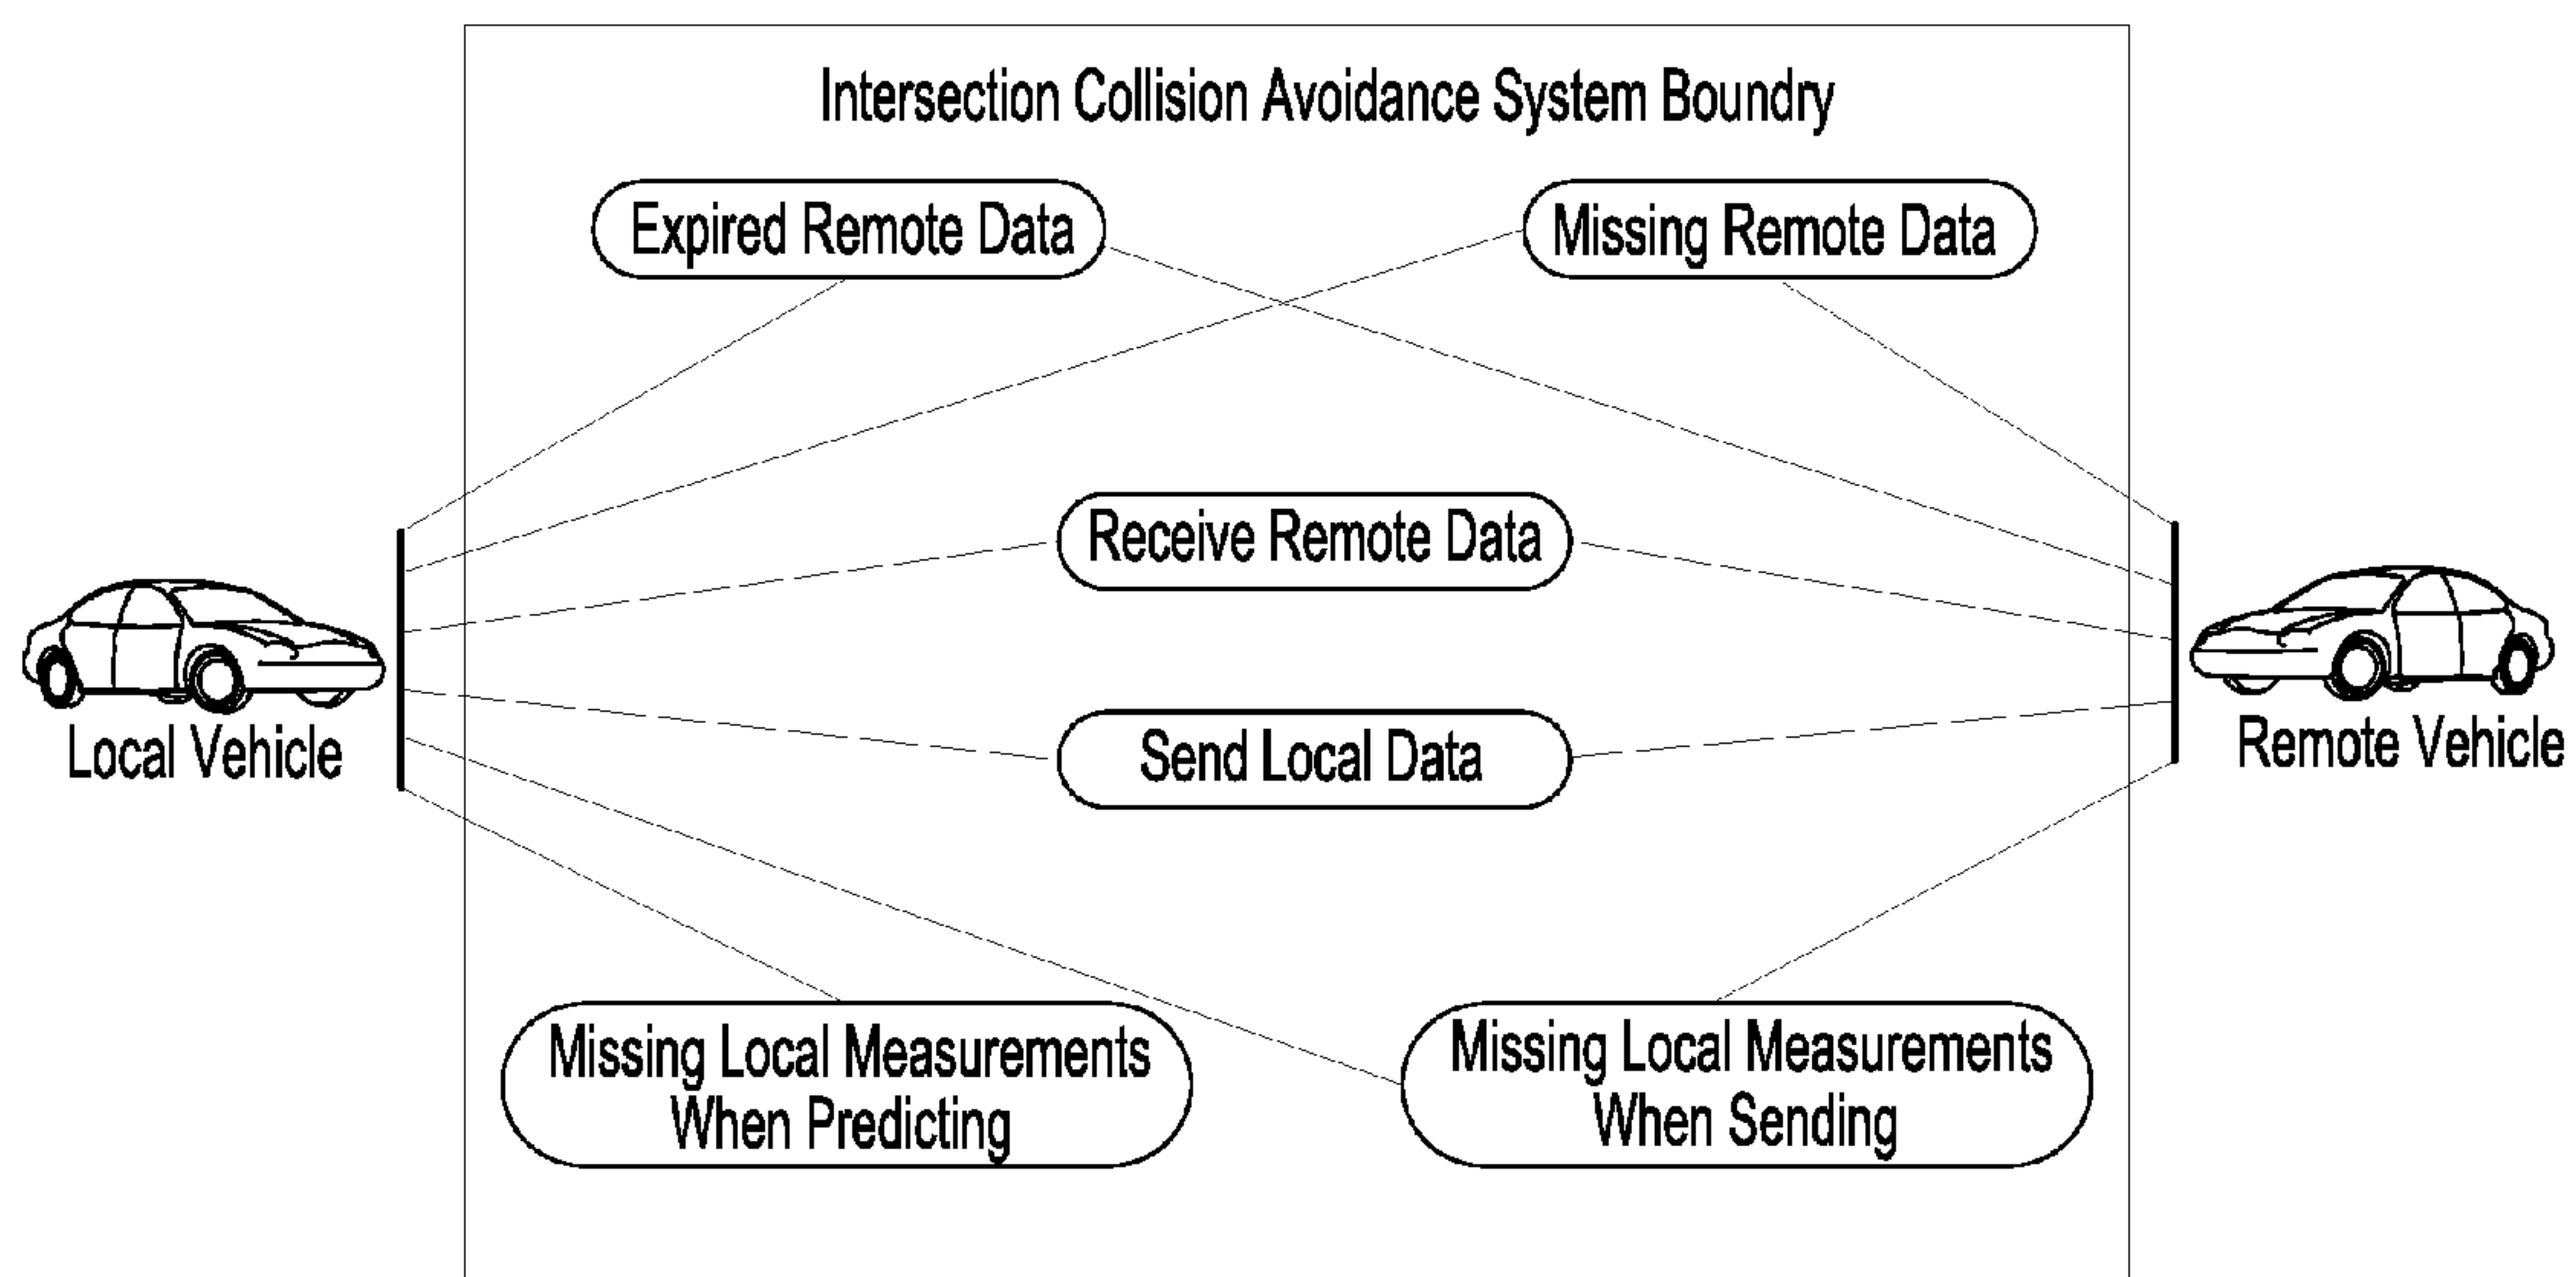 Intersection Collision Avoidance System Boundry
Expired Remote Data
Missing Remote Data
Receive Remote Data
Send Local Data
Local Vehicle
Remote Vehicle
Missing Local Measurements
When Predicting
Missing Local Measurements
When Sending